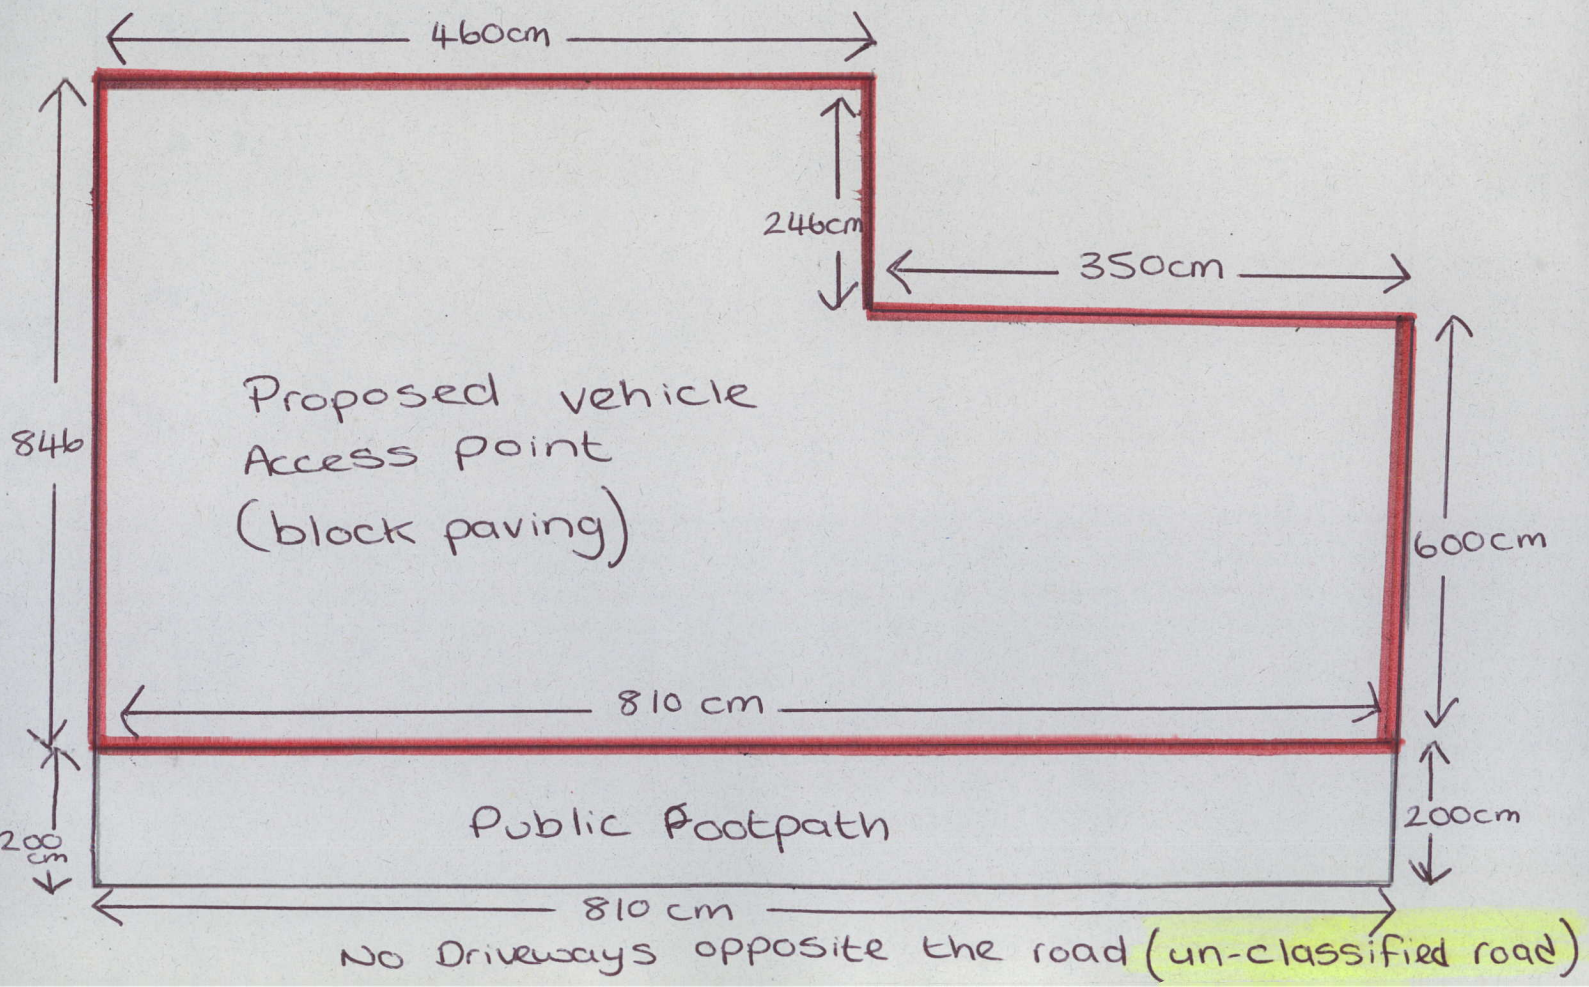 460cm
246cm
350cm
Proposed vehicle
Access point
(block paving)
846
600cm
810 cm
Public Footpath
200
cm
200cm
810 cm
No Driveways opposite the road (un-classified road)